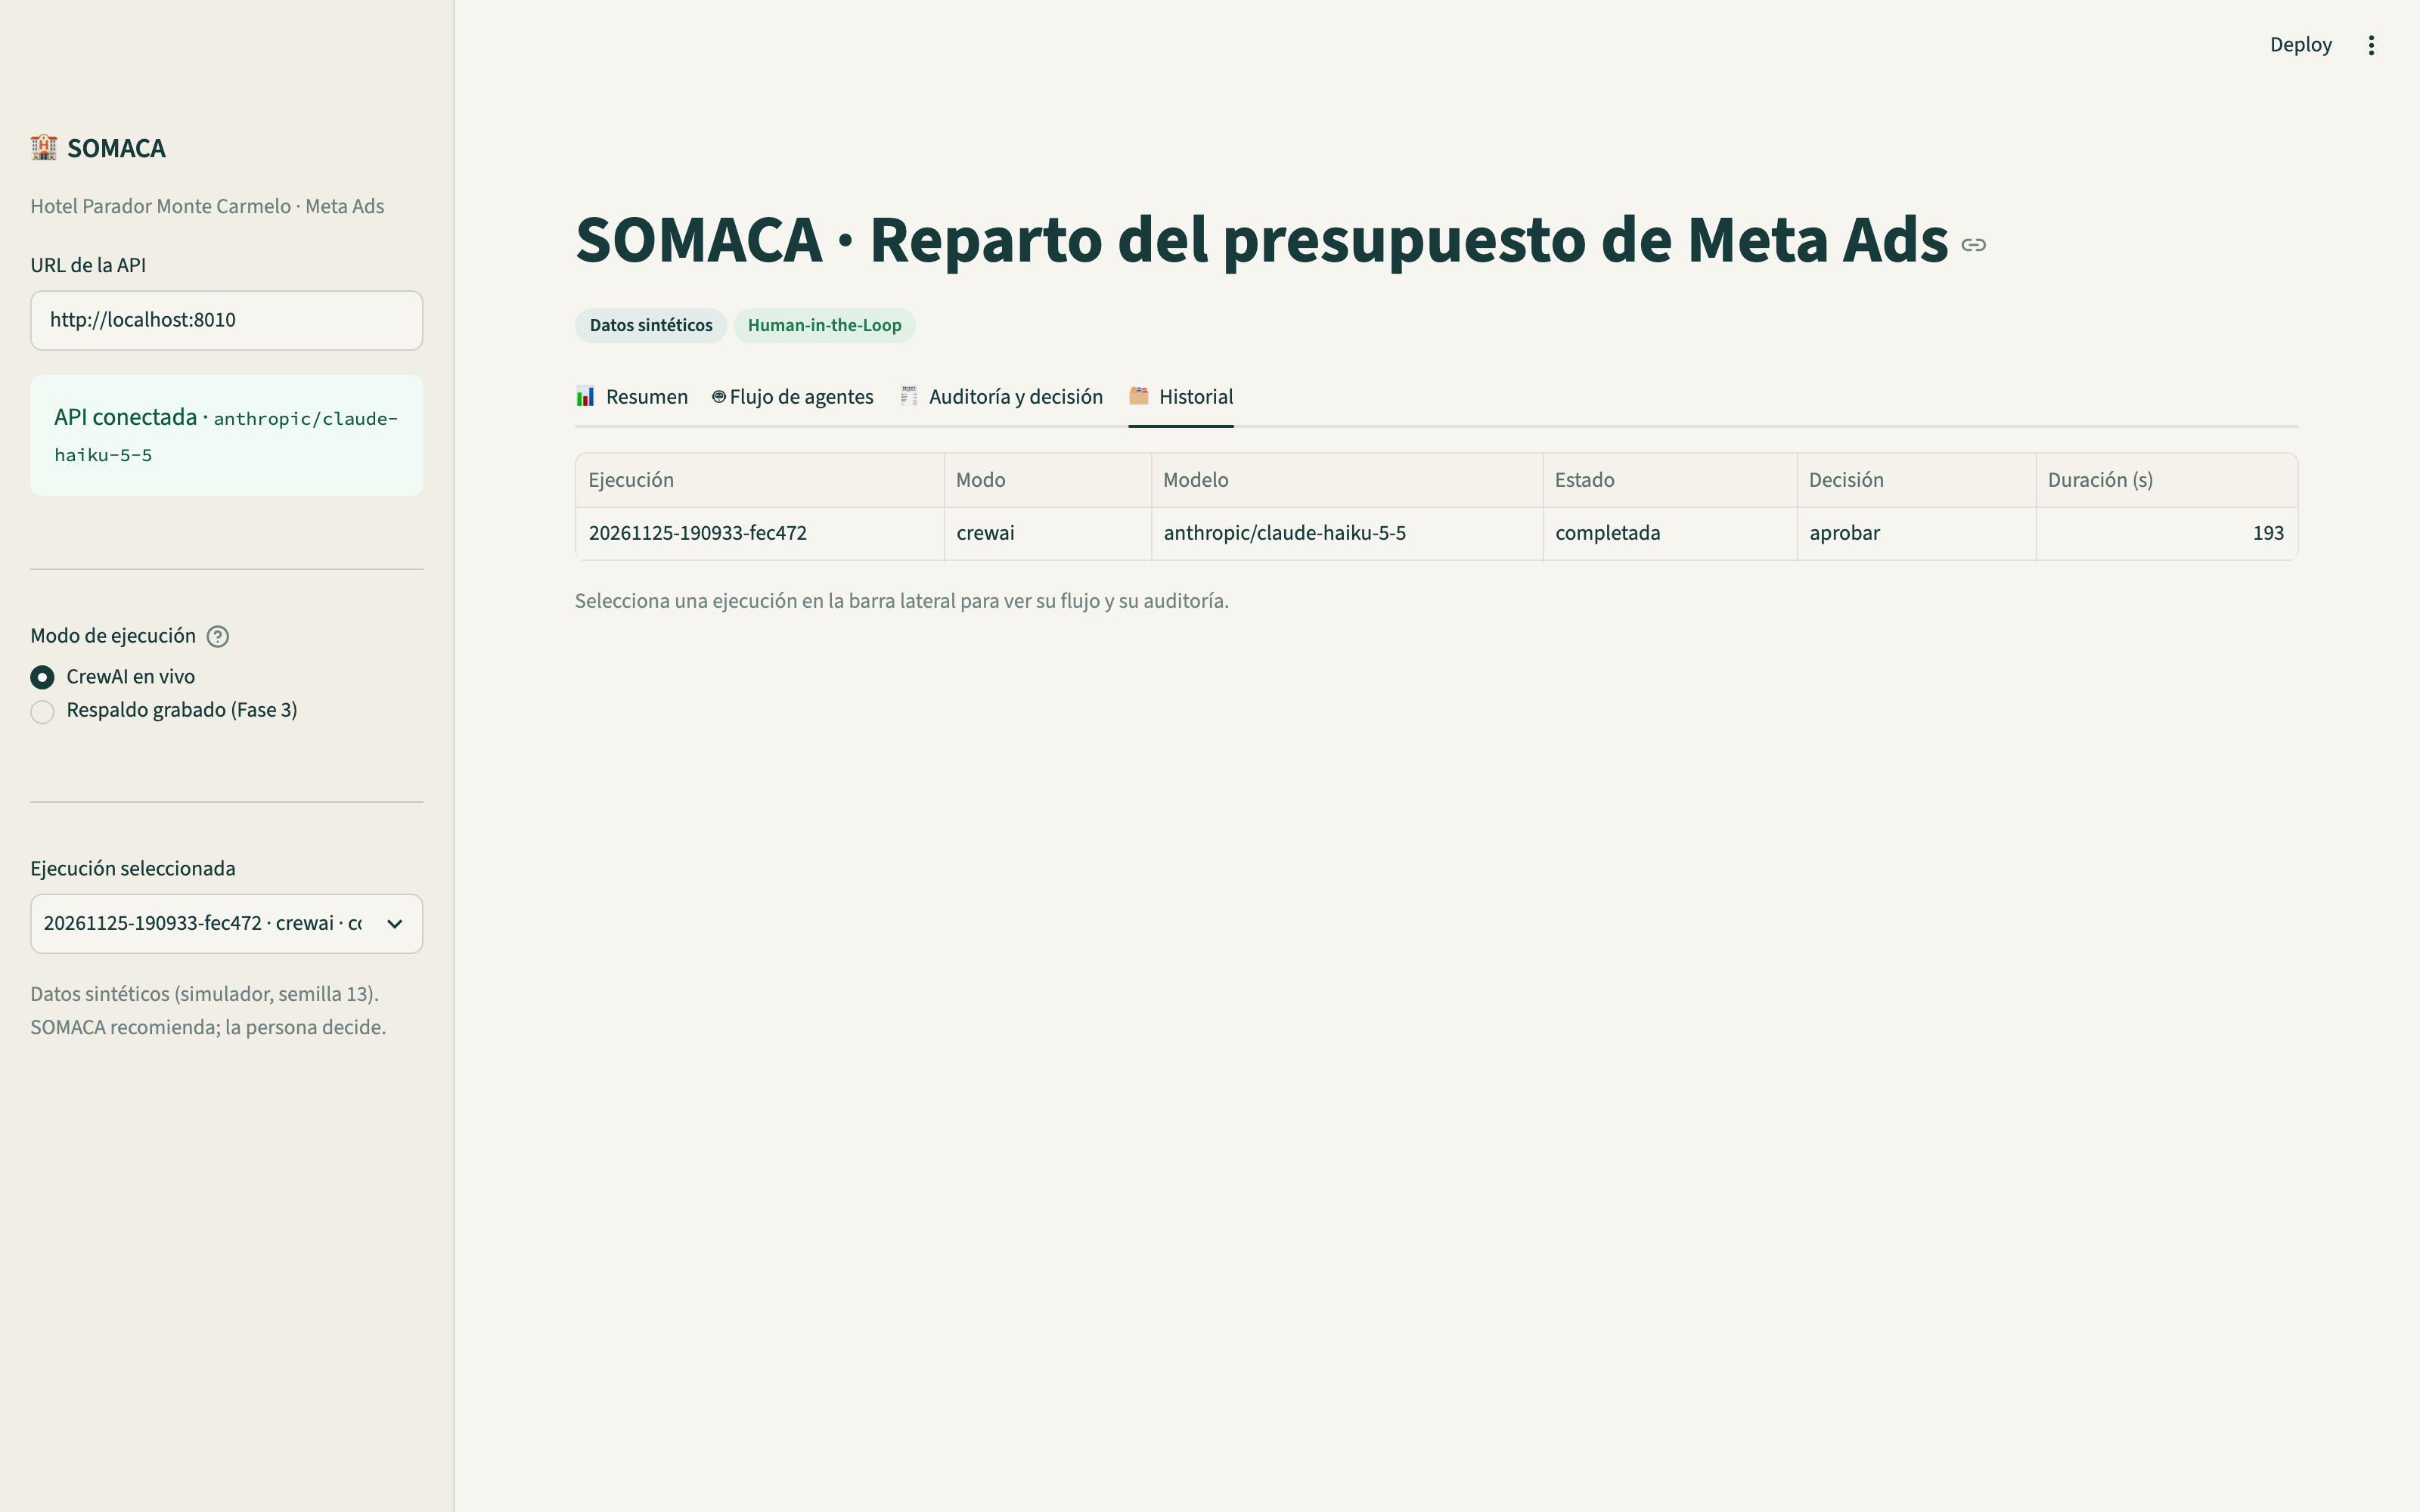 Deploy
SOMACA
Hotel Parador Monte Carmelo · Meta Ads
URL de la API
http://localhost:8010
API conectada · anthropic/claude-
haiku-5-5
Modo de ejecución
CrewAI en vivo
Respaldo grabado (Fase 3)
Ejecución seleccionada
20261125-190933-fec472 · crewai · co
Datos sintéticos (simulador, semilla 13).
SOMACA recomienda; la persona decide.
SOMACA · Reparto del presupuesto de Meta Ads
Datos sintéticos Human-in-the-Loop
Resumen Flujo de agentes Auditoría y decisión Historial
Ejecución Modo Modelo Estado Decisión Duración (s)
20261125-190933-fec472 crewai anthropic/claude-haiku-5-5 completada aprobar 193
Selecciona una ejecución en la barra lateral para ver su flujo y su auditoría.